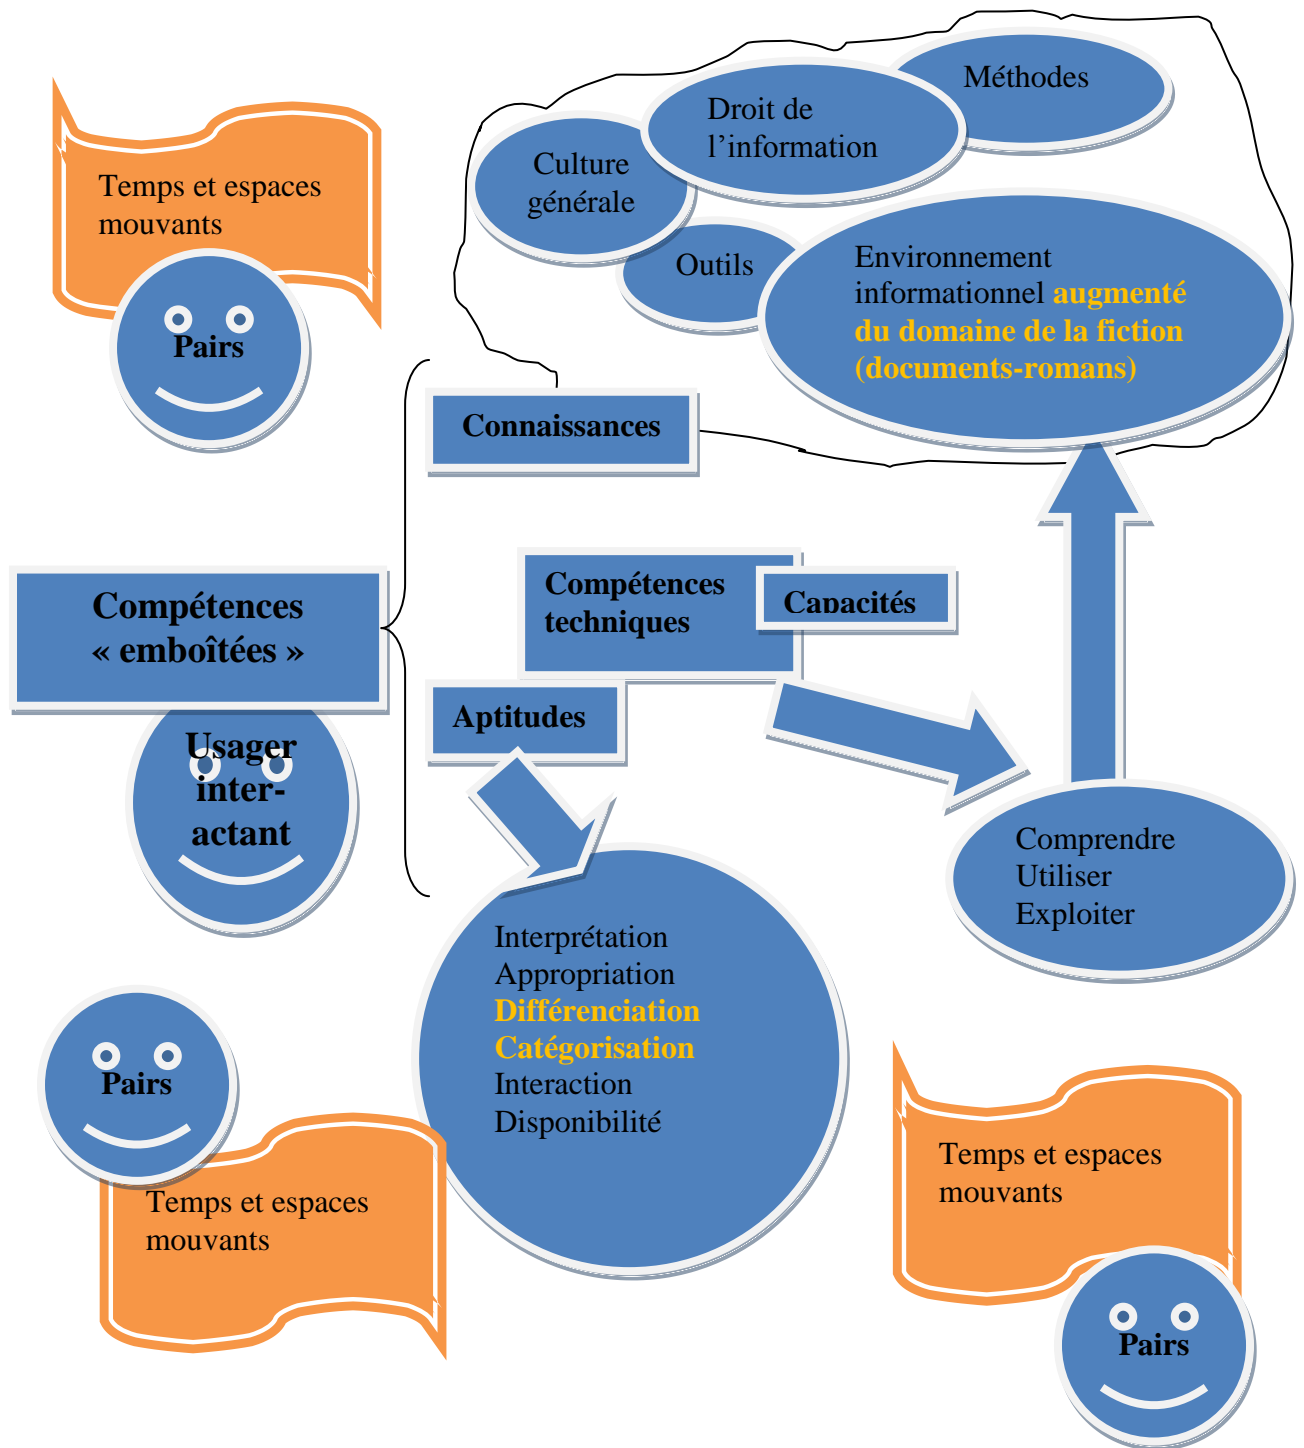 Méthodes
Droit de
l'information
Culture
générale
Temps et espaces
mouvants
Outils
Environnement
informationnel augmenté
du domaine de la fiction
(documents-romans)
Pairs
Connaissances
Compétences
« emboîtées »
Compétences
techniques
Capacités
Aptitudes
Usager
inter-
actant
Comprendre
Utiliser
Exploiter
Interprétation
Appropriation
Différenciation
Catégorisation
Interaction
Disponibilité
Pairs
Temps et espaces
mouvants
Temps et espaces
mouvants
Pairs